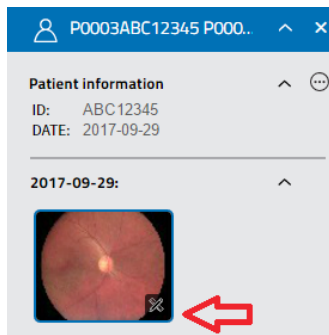 P0003ABC12345 P000...
Patient information
ID: ABC12345
DATE: 2017-09-29
2017-09-29: